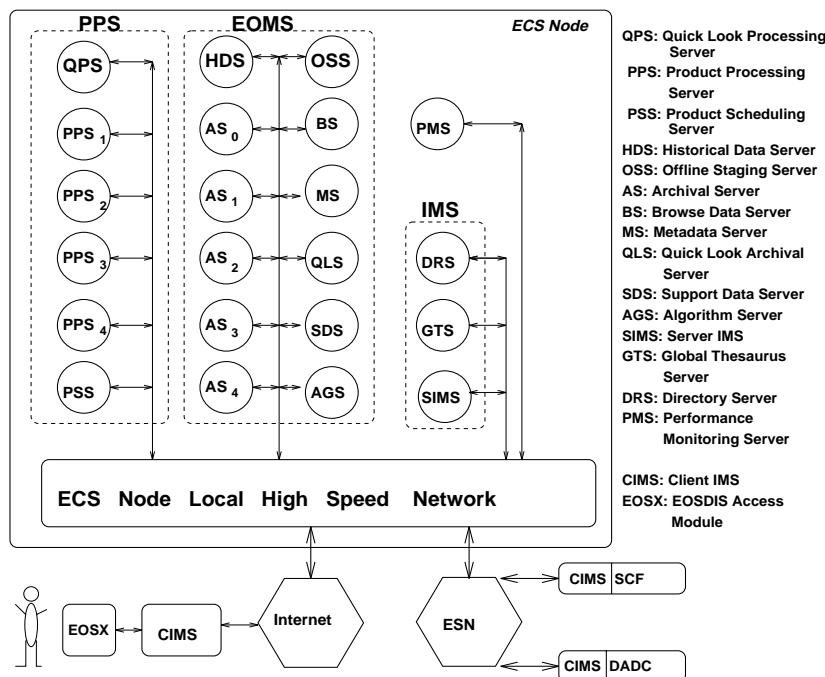 PPS
EOMS
ECS Node
QPS
HDS
OSS
PPS 1
AS 0
BS
PMS
PPS 2
AS 1
MS
IMS
PPS 3
AS 2
QLS
DRS
PPS 4
AS 3
SDS
GTS
PSS
AS 4
AGS
SIMS
ECS Node Local High Speed Network
QPS: Quick Look Processing
Server
PPS: Product Processing
Server
PSS: Product Scheduling
Server
HDS: Historical Data Server
OSS: Offline Staging Server
AS: Archival Server
BS: Browse Data Server
MS: Metadata Server
QLS: Quick Look Archival
Server
SDS: Support Data Server
AGS: Algorithm Server
SIMS: Server IMS
GTS: Global Thesaurus
Server
DRS: Directory Server
PMS: Performance
Monitoring Server
CIMS: Client IMS
EOSX: EOSDIS Access
Module
EOSX
CIMS
Internet
ESN
CIMS SCF
CIMS DADC